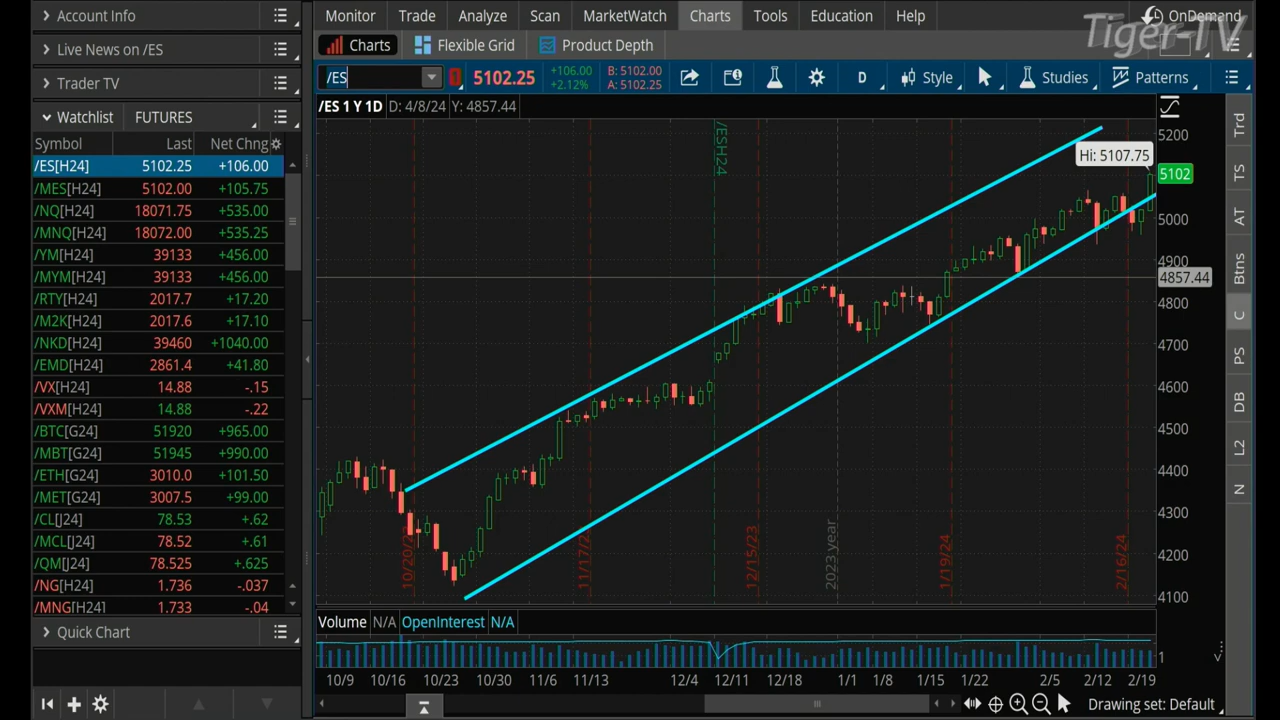 Account Info
Monitor Trade Analyze Scan MarketWatch Charts Tools Education Help OnDemand
Tiger-TV
Live News on /ES
Charts Flexible Grid Product Depth
Trader TV
/ES 5102.25 +106.00 +2.12% B: 5102.00 A: 5102.25 D Style Studies Patterns
Watchlist FUTURES
/ES 1 Y 1D D: 4/8/24 Y: 4857.44
Symbol Last Net Chng
/ES[H24] 5102.25 +106.00
/MES[H24] 5102.00 +105.75
/NQ[H24] 18071.75 +535.00
/MNQ[H24] 18072.00 +535.25
/YM[H24] 39133 +456.00
/MYM[H24] 39133 +456.00
/RTY[H24] 2017.7 +17.20
/M2K[H24] 2017.6 +17.10
/NKD[H24] 39460 +1040.00
/EMD[H24] 2861.4 +41.80
/VX[H24] 14.88 -.15
/VXM[H24] 14.88 -.22
/BTC[G24] 51920 +965.00
/MBT[G24] 51945 +990.00
/ETH[G24] 3010.0 +101.50
/MET[G24] 3007.5 +99.00
/CL[J24] 78.53 +.62
/MCL[J24] 78.52 +.61
/QM[J24] 78.525 +.625
/NG[H24] 1.736 -.037
/MNG[H24] 1.733 -.04
Quick Chart
/ESH24
Hi: 5107.75
5200
5102
5000
4900
4857.44
4800
4700
4600
4500
4400
4300
4200
4100
10/20/23
11/17/2
12/15/23
2023 year
1/19/24
2/16/24
Volume N/A OpenInterest N/A
1
10/9 10/16 10/23 10/30 11/6 11/13 12/4 12/11 12/18 1/1 1/8 1/15 1/22 2/5 2/12 2/19
Drawing set: Default
Trd
TS
AT
Btns
C
PS
DB
L2
N